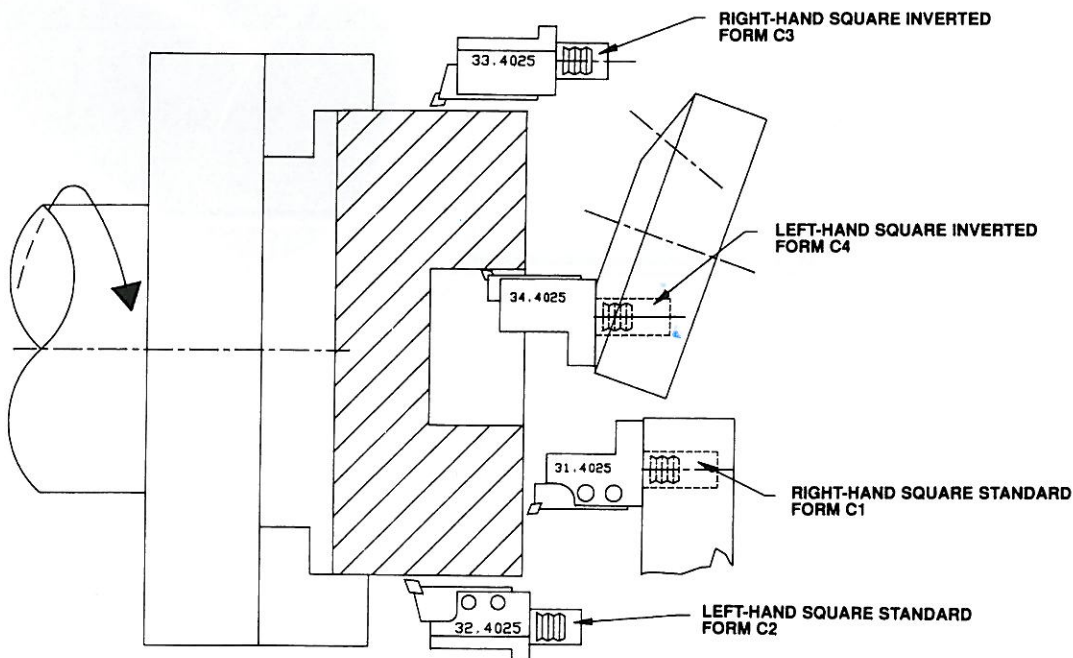 RIGHT-HAND SQUARE INVERTED
FORM C3
33.4025
LEFT-HAND SQUARE INVERTED
FORM C4
34.4025
31.4025
RIGHT-HAND SQUARE STANDARD
FORM C1
LEFT-HAND SQUARE STANDARD
FORM C2
32.4025